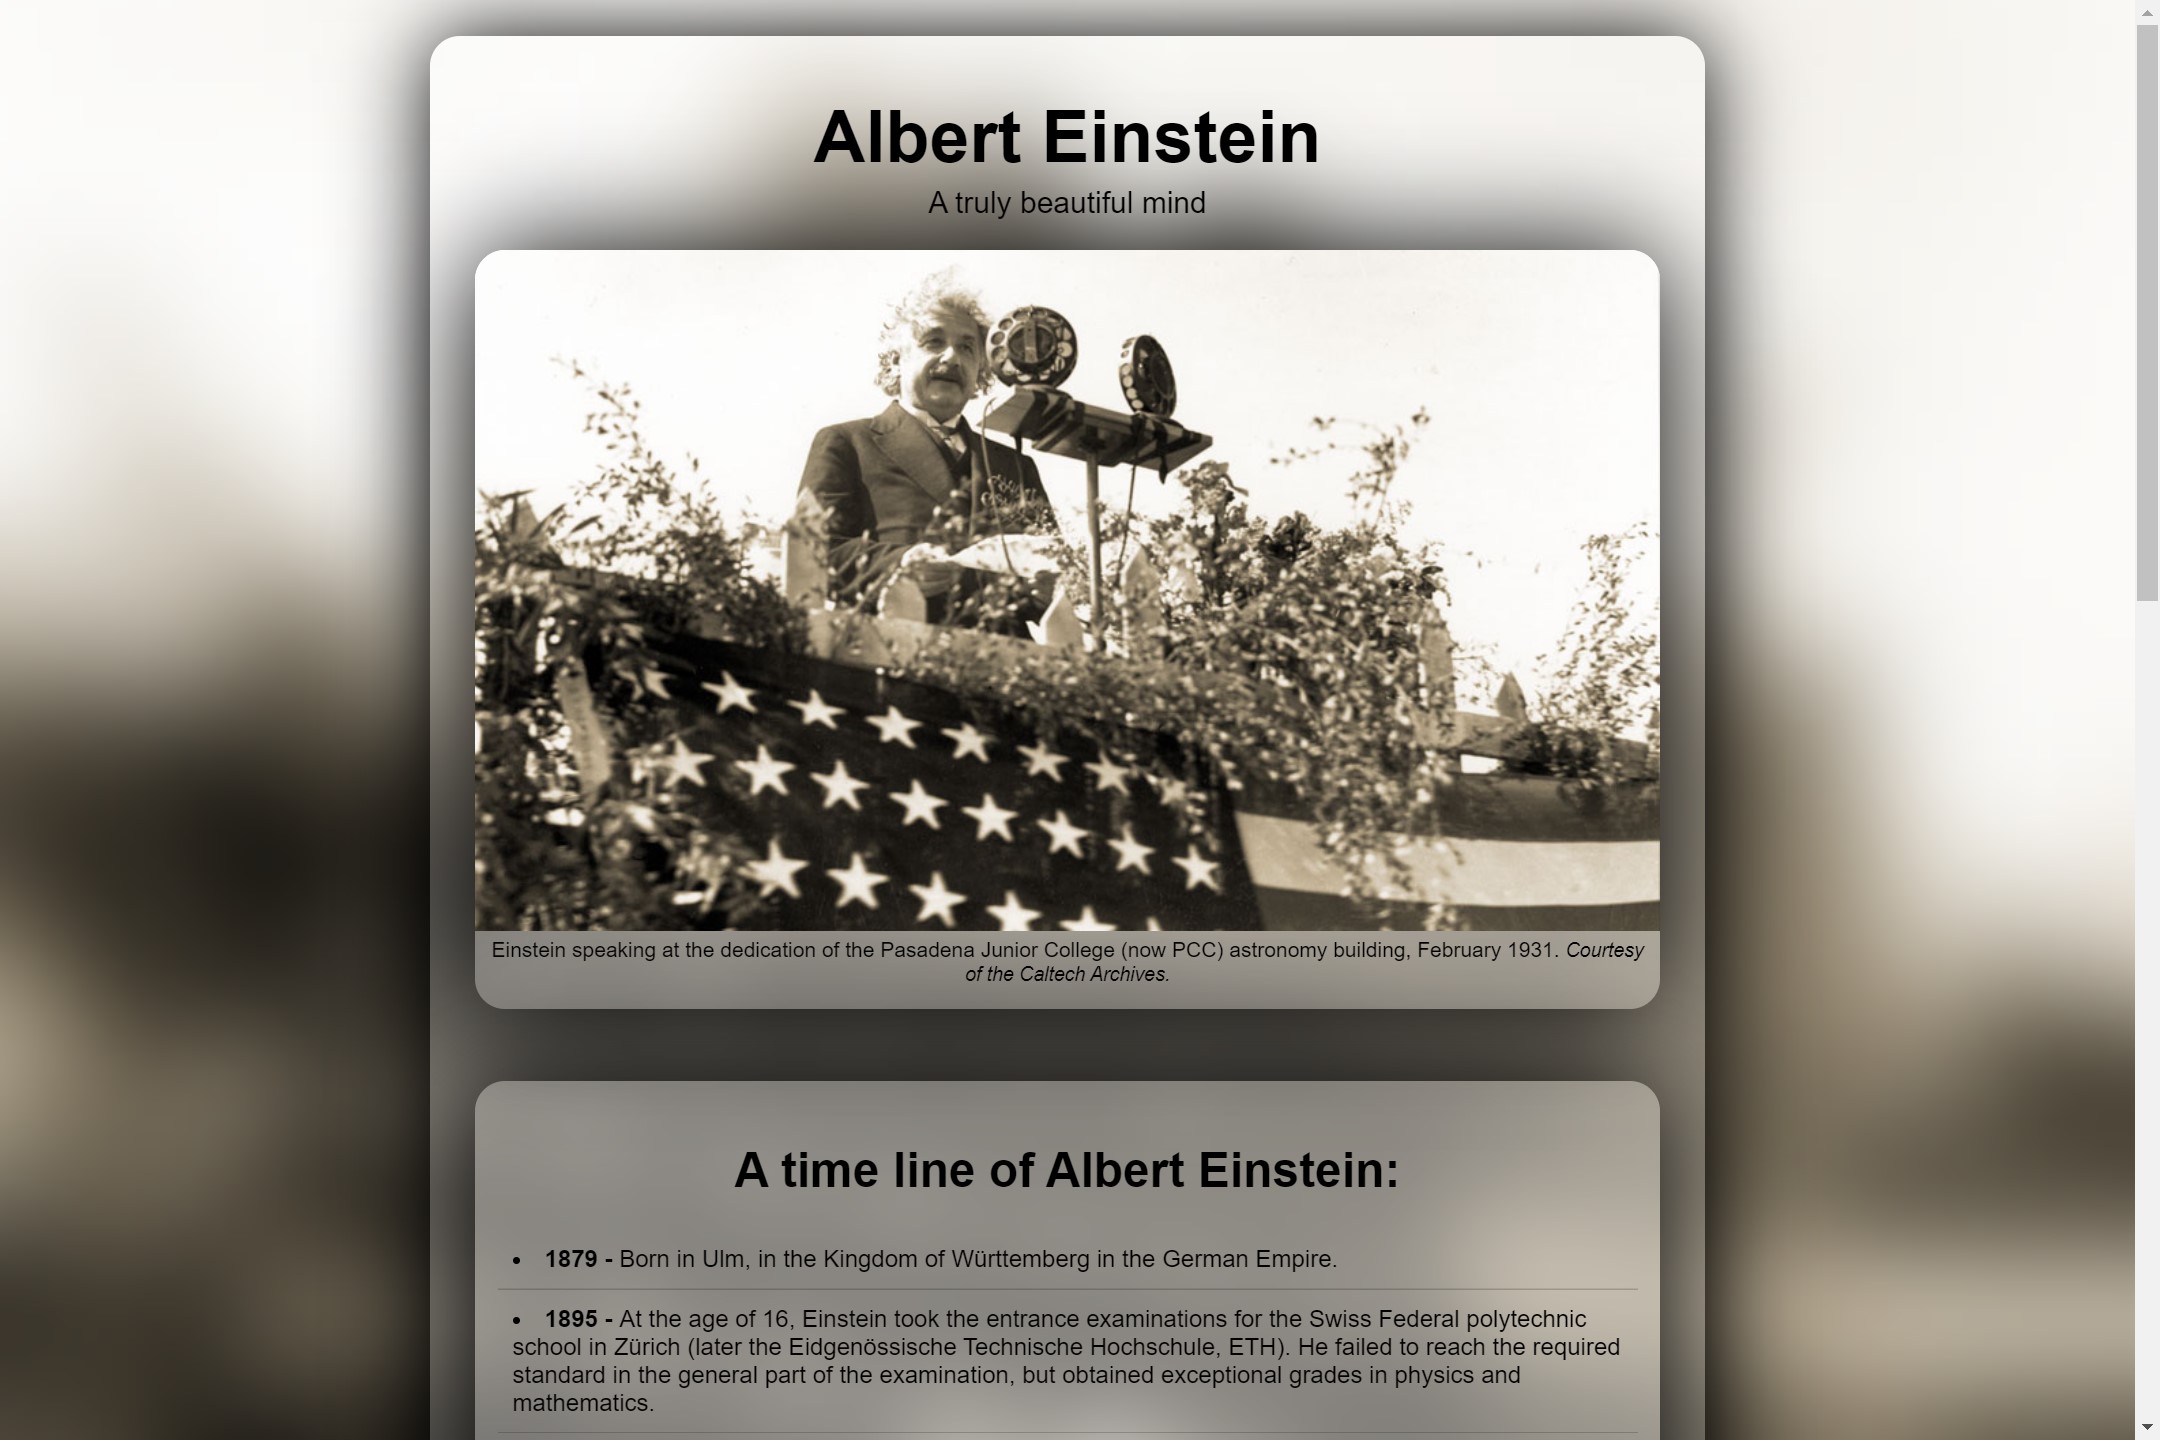 Albert Einstein
A truly beautiful mind
Einstein speaking at the dedication of the Pasadena Junior College (now PCC) astronomy building, February 1931. Courtesy
of the Caltech Archives.
A time line of Albert Einstein:
• 1879 - Born in Ulm, in the Kingdom of Württemberg in the German Empire.
• 1895 - At the age of 16, Einstein took the entrance examinations for the Swiss Federal polytechnic
school in Zürich (later the Eidgenössische Technische Hochschule, ETH). He failed to reach the required
standard in the general part of the examination, but obtained exceptional grades in physics and
mathematics.